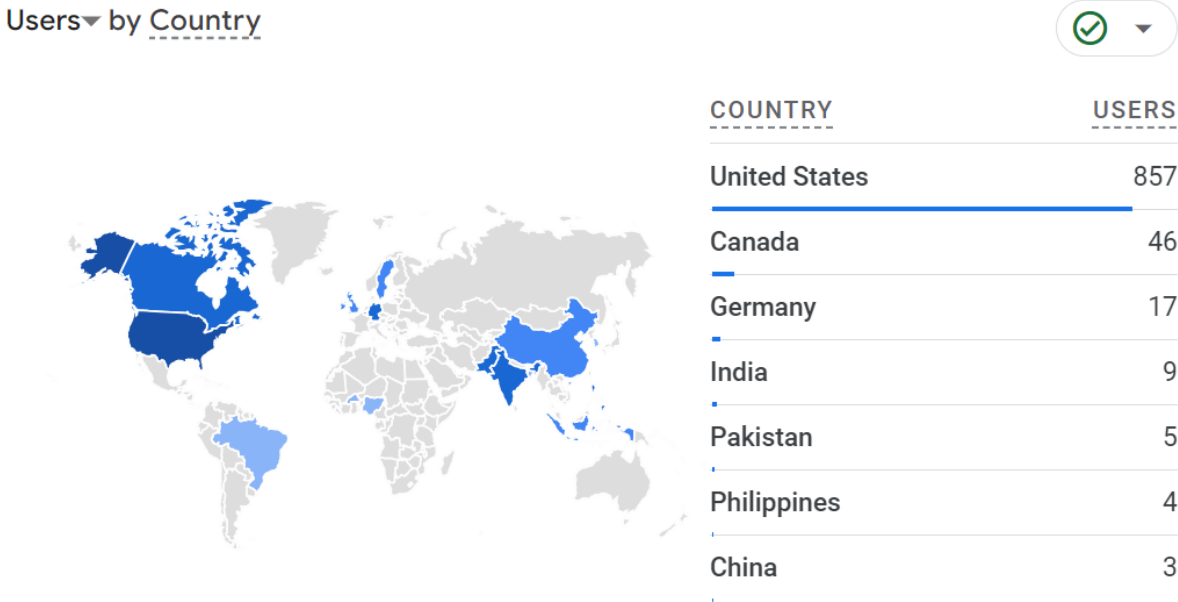 Users by Country
COUNTRY USERS
United States 857
Canada 46
Germany 17
India 9
Pakistan 5
Philippines 4
China 3